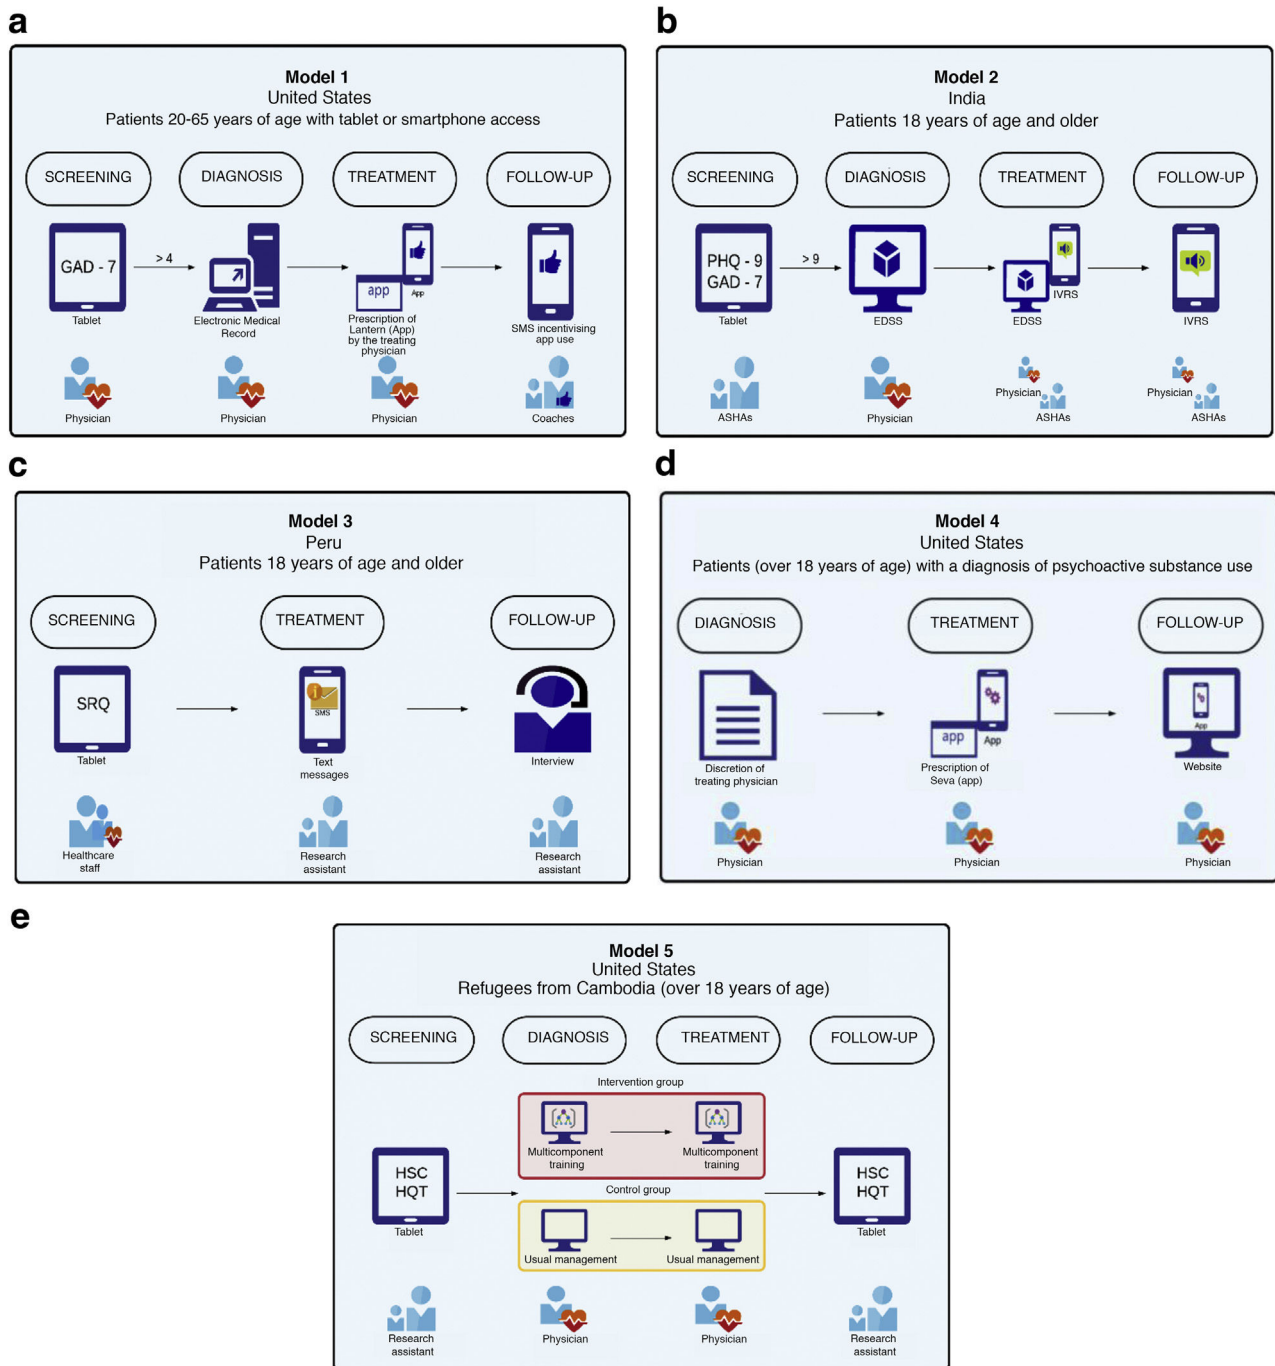 a
Model 1
United States
Patients 20-65 years of age with tablet or smartphone access
SCREENING
DIAGNOSIS
TREATMENT
FOLLOW-UP
GAD - 7
> 4
app
App
Tablet
Electronic Medical
Record
Prescription of
Lantern (App)
by the treating
physician
SMS incentivising
app use
Physician
Physician
Physician
Coaches
b
Model 2
India
Patients 18 years of age and older
SCREENING
DIAGNOSIS
TREATMENT
FOLLOW-UP
PHQ - 9
GAD - 7
> 9
Tablet
EDSS
EDSS
IVRS
IVRS
ASHAs
Physician
Physician
ASHAs
Physician
ASHAs
c
Model 3
Peru
Patients 18 years of age and older
SCREENING
TREATMENT
FOLLOW-UP
SRQ
SMS
Tablet
Text
messages
Interview
Healthcare
staff
Research
assistant
Research
assistant
d
Model 4
United States
Patients (over 18 years of age) with a diagnosis of psychoactive substance use
DIAGNOSIS
TREATMENT
FOLLOW-UP
app
App
App
Discretion of
treating physician
Prescription of
Seva (app)
Website
Physician
Physician
Physician
e
Model 5
United States
Refugees from Cambodia (over 18 years of age)
SCREENING
DIAGNOSIS
TREATMENT
FOLLOW-UP
Intervention group
Multicomponent
training
Multicomponent
training
HSC
HQT
Tablet
Control group
Usual management
Usual management
HSC
HQT
Tablet
Research
assistant
Physician
Physician
Research
assistant